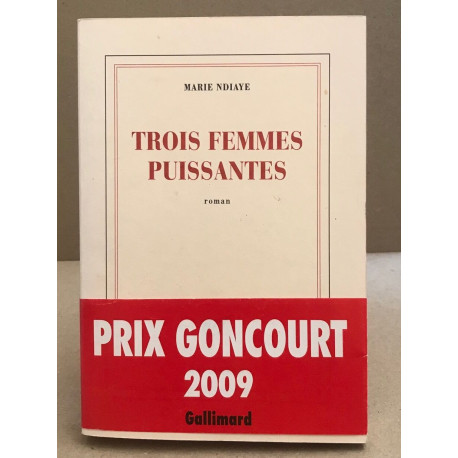 MARIE NDIAYE
TROIS FEMMES
PUISSANTES
roman
PRIX GONCOURT
2009
Gallimard